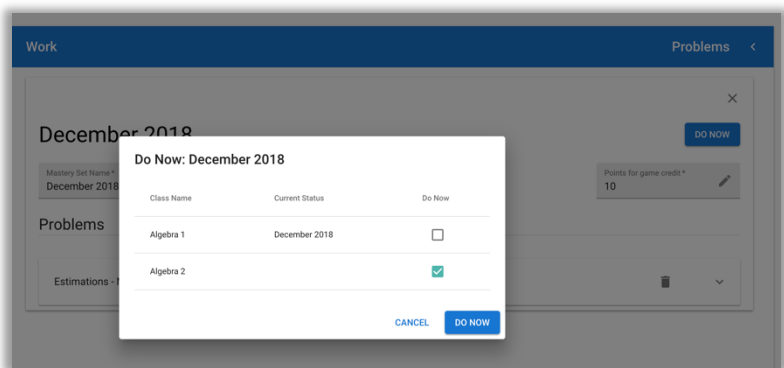 Work
Problems
December 2018
DO NOW
Mastery Set Name *
December 2018
Points for game credit *
10
Problems
Estimations -
Do Now: December 2018
Class Name Current Status Do Now
Algebra 1 December 2018
Algebra 2
CANCEL DO NOW